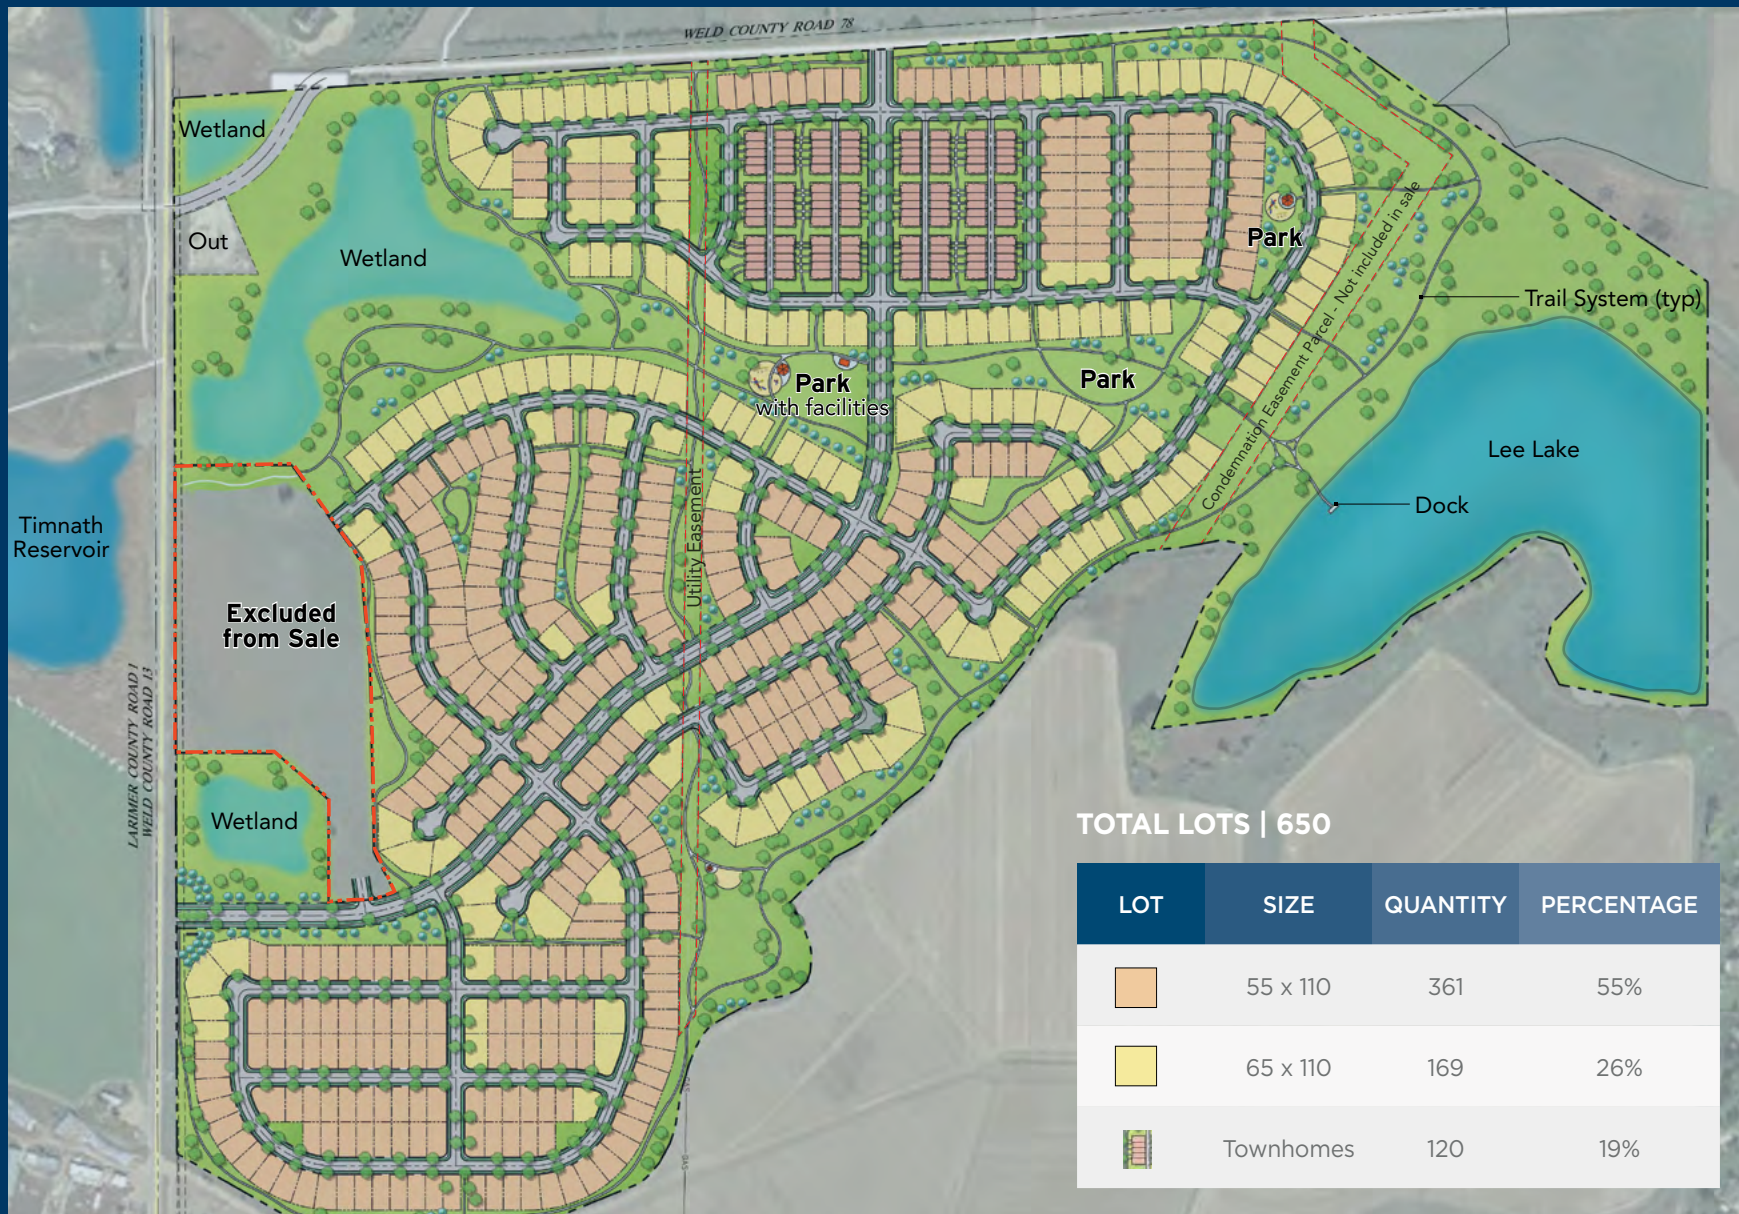 WELD COUNTY ROAD 78
Wetland
Out
Wetland
Park
Condemnation Easement Parcel - Not included in sale
Trail System (typ)
Park
with facilities
Park
Lee Lake
Dock
Utility Easement
Timnath
Reservoir
Excluded
from Sale
LARIMER COUNTY ROAD 1
WELD COUNTY ROAD 13
Wetland
GAS
GAS
TOTAL LOTS | 650
LOT SIZE QUANTITY PERCENTAGE
55 x 110 361 55%
65 x 110 169 26%
Townhomes 120 19%